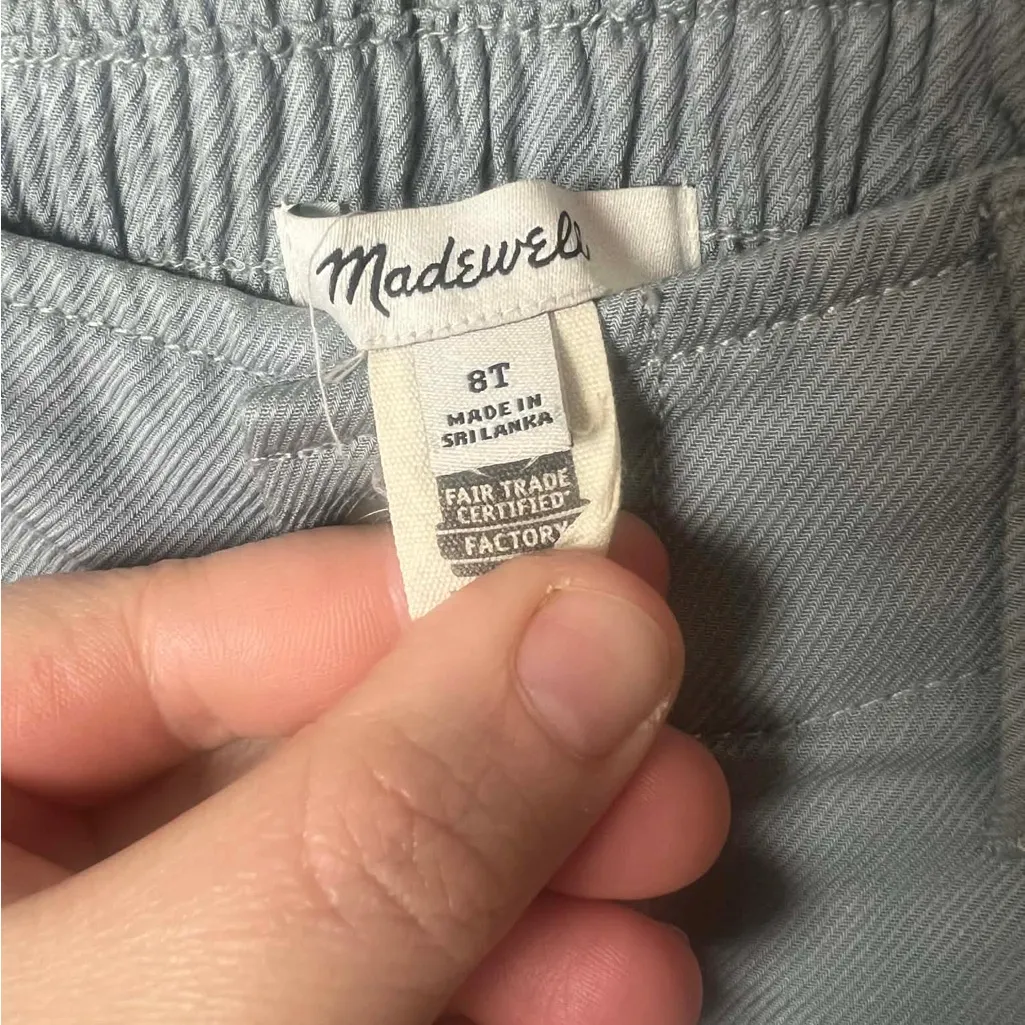 Madewell
8T
MADE IN
SRI LANKA
FAIR TRADE
CERTIFIED
FACTORY